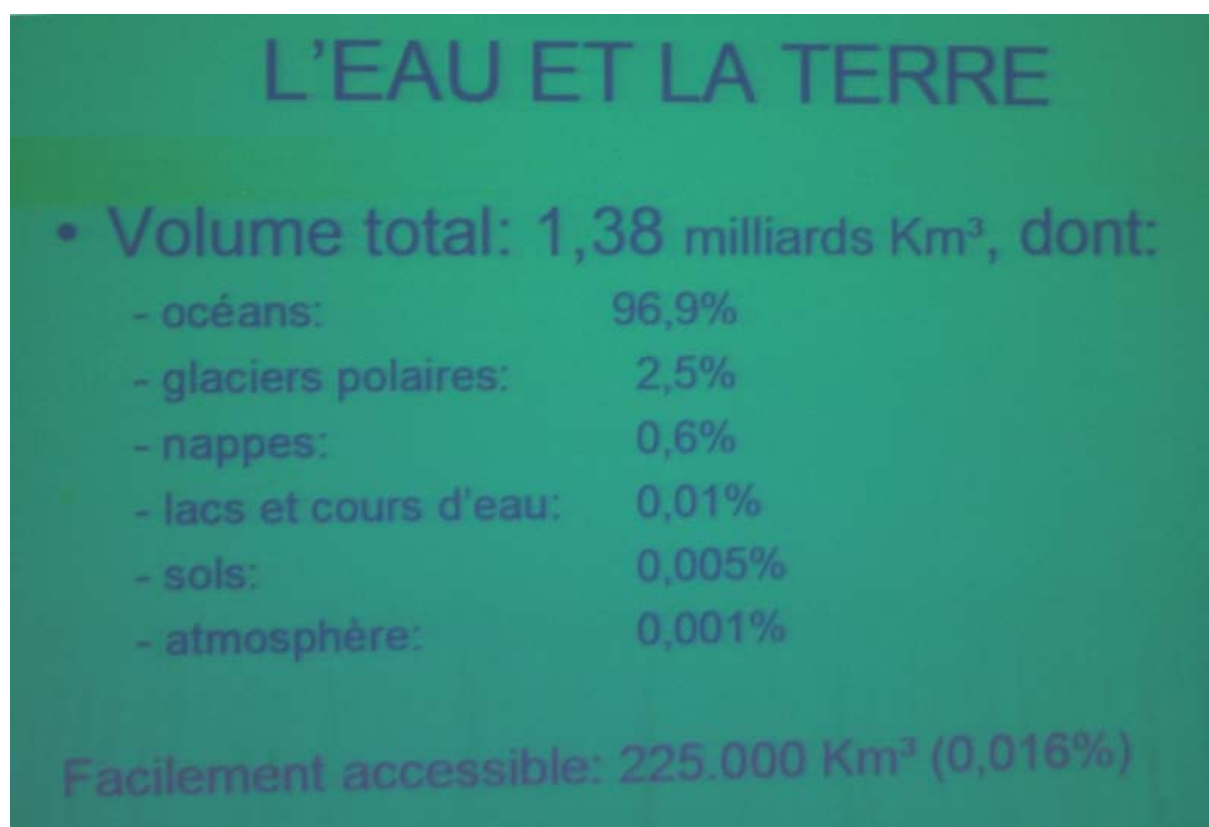 L'EAU ET LA TERRE
• Volume total: 1,38 milliards Km³, dont:
- océans: 96,9%
- glaciers polaires: 2,5%
- nappes: 0,6%
- lacs et cours d'eau: 0,01%
- sols: 0,005%
- atmosphère: 0,001%
Facilement accessible: 225.000 Km³ (0,016%)